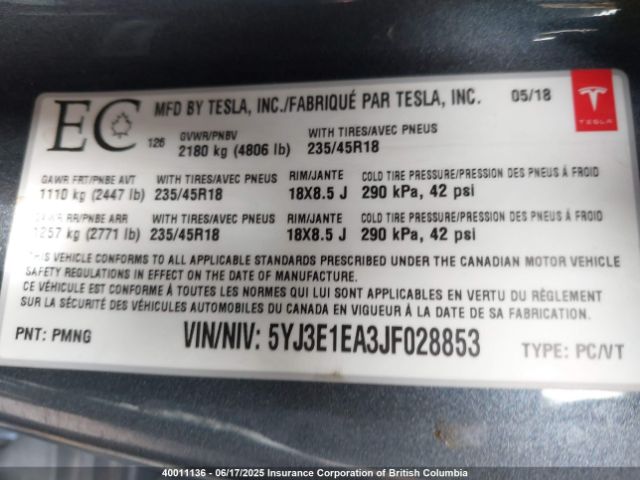 EC 126
MFD BY TESLA, INC./FABRIQUÉ PAR TESLA, INC. 05/18
TESLA
GVWR/PNBV WITH TIRES/AVEC PNEUS
2180 kg (4806 lb) 235/45R18
GAWR FRT/PNBE AVT WITH TIRES/AVEC PNEUS RIM/JANTE COLD TIRE PRESSURE/PRESSION DES PNEUS À FROID
1110 kg (2447 lb) 235/45R18 18X8.5 J 290 kPa, 42 psi
GAWR RR/PNBE ARR WITH TIRES/AVEC PNEUS RIM/JANTE COLD TIRE PRESSURE/PRESSION DES PNEUS À FROID
1257 kg (2771 lb) 235/45R18 18X8.5 J 290 kPa, 42 psi
THIS VEHICLE CONFORMS TO ALL APPLICABLE STANDARDS PRESCRIBED UNDER THE CANADIAN MOTOR VEHICLE
SAFETY REGULATIONS IN EFFECT ON THE DATE OF MANUFACTURE.
CE VÉHICULE EST CONFORME À TOUTES LES NORMES QUI LUI SONT APPLICABLES EN VERTU DU RÈGLEMENT
SUR LA SÉCURITÉ DES VÉHICULES AUTOMOBILES DU CANADA EN VIGUEUR À LA DATE DE SA FABRICATION.
PNT: PMNG VIN/NIV: 5YJ3E1EA3JF028853 TYPE: PC/VT
40011136 - 06/17/2025 Insurance Corporation of British Columbia